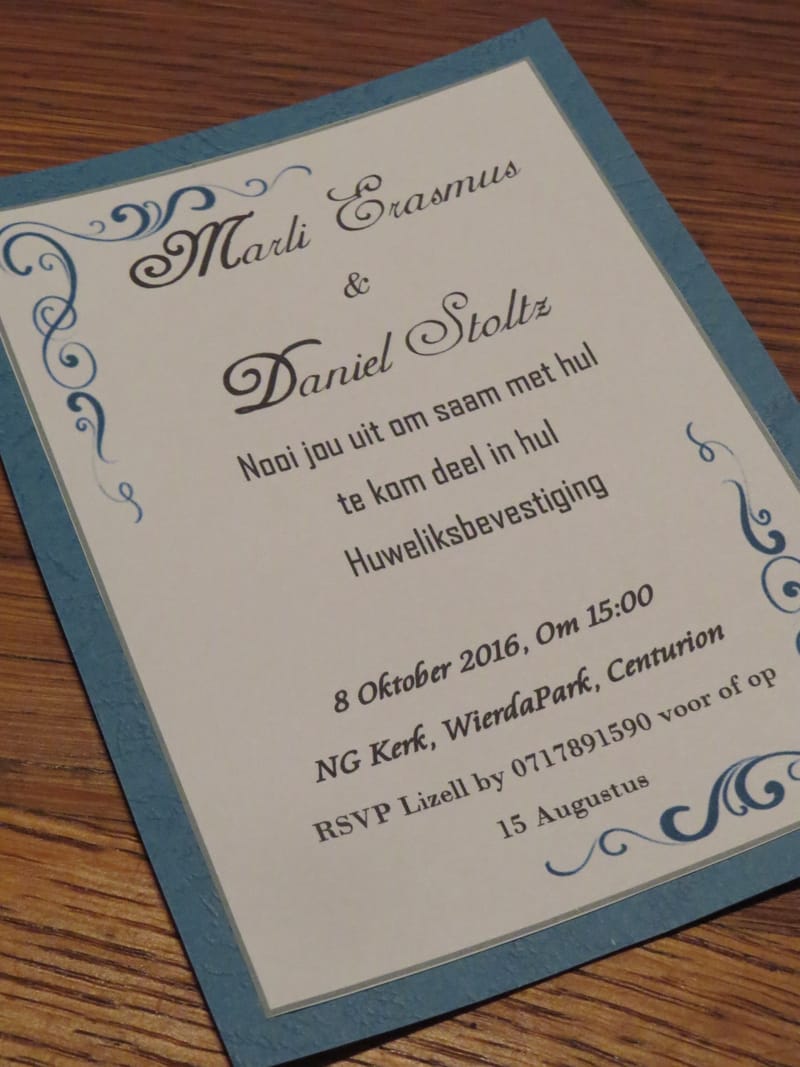 Marli Erasmus
&
Daniel Stoltz
Nooi jou uit om saam met hul
te kom deel in hul
Huweliksbevestiging
8 Oktober 2016, Om 15:00
NG Kerk, WierdaPark, Centurion
RSVP Lizell by 0717891590 voor of op
15 Augustus